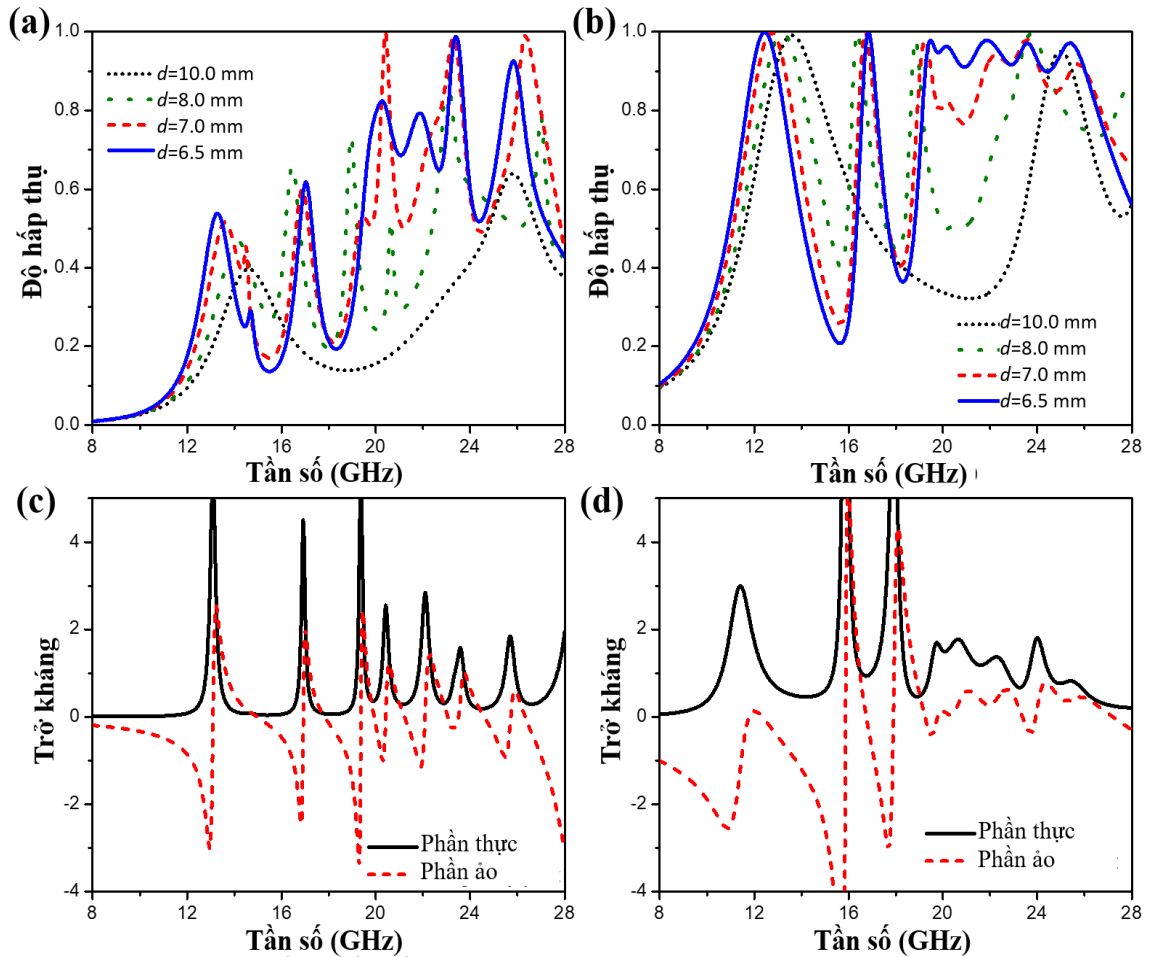 (a)
1.0
0.8
0.6
0.4
0.2
0.0
Độ hấp thụ
d=10.0 mm
d=8.0 mm
d=7.0 mm
d=6.5 mm
8 12 16 20 24 28
Tần số (GHz)
(b)
1.0
0.8
0.6
0.4
0.2
0.0
Độ hấp thụ
d=10.0 mm
d=8.0 mm
d=7.0 mm
d=6.5 mm
8 12 16 20 24 28
Tần số (GHz)
(c)
4
2
0
-2
-4
Trở kháng
Phần thực
Phần ảo
8 12 16 20 24 28
Tần số (GHz)
(d)
4
2
0
-2
-4
Trở kháng
Phần thực
Phần ảo
8 12 16 20 24 28
Tần số (GHz)